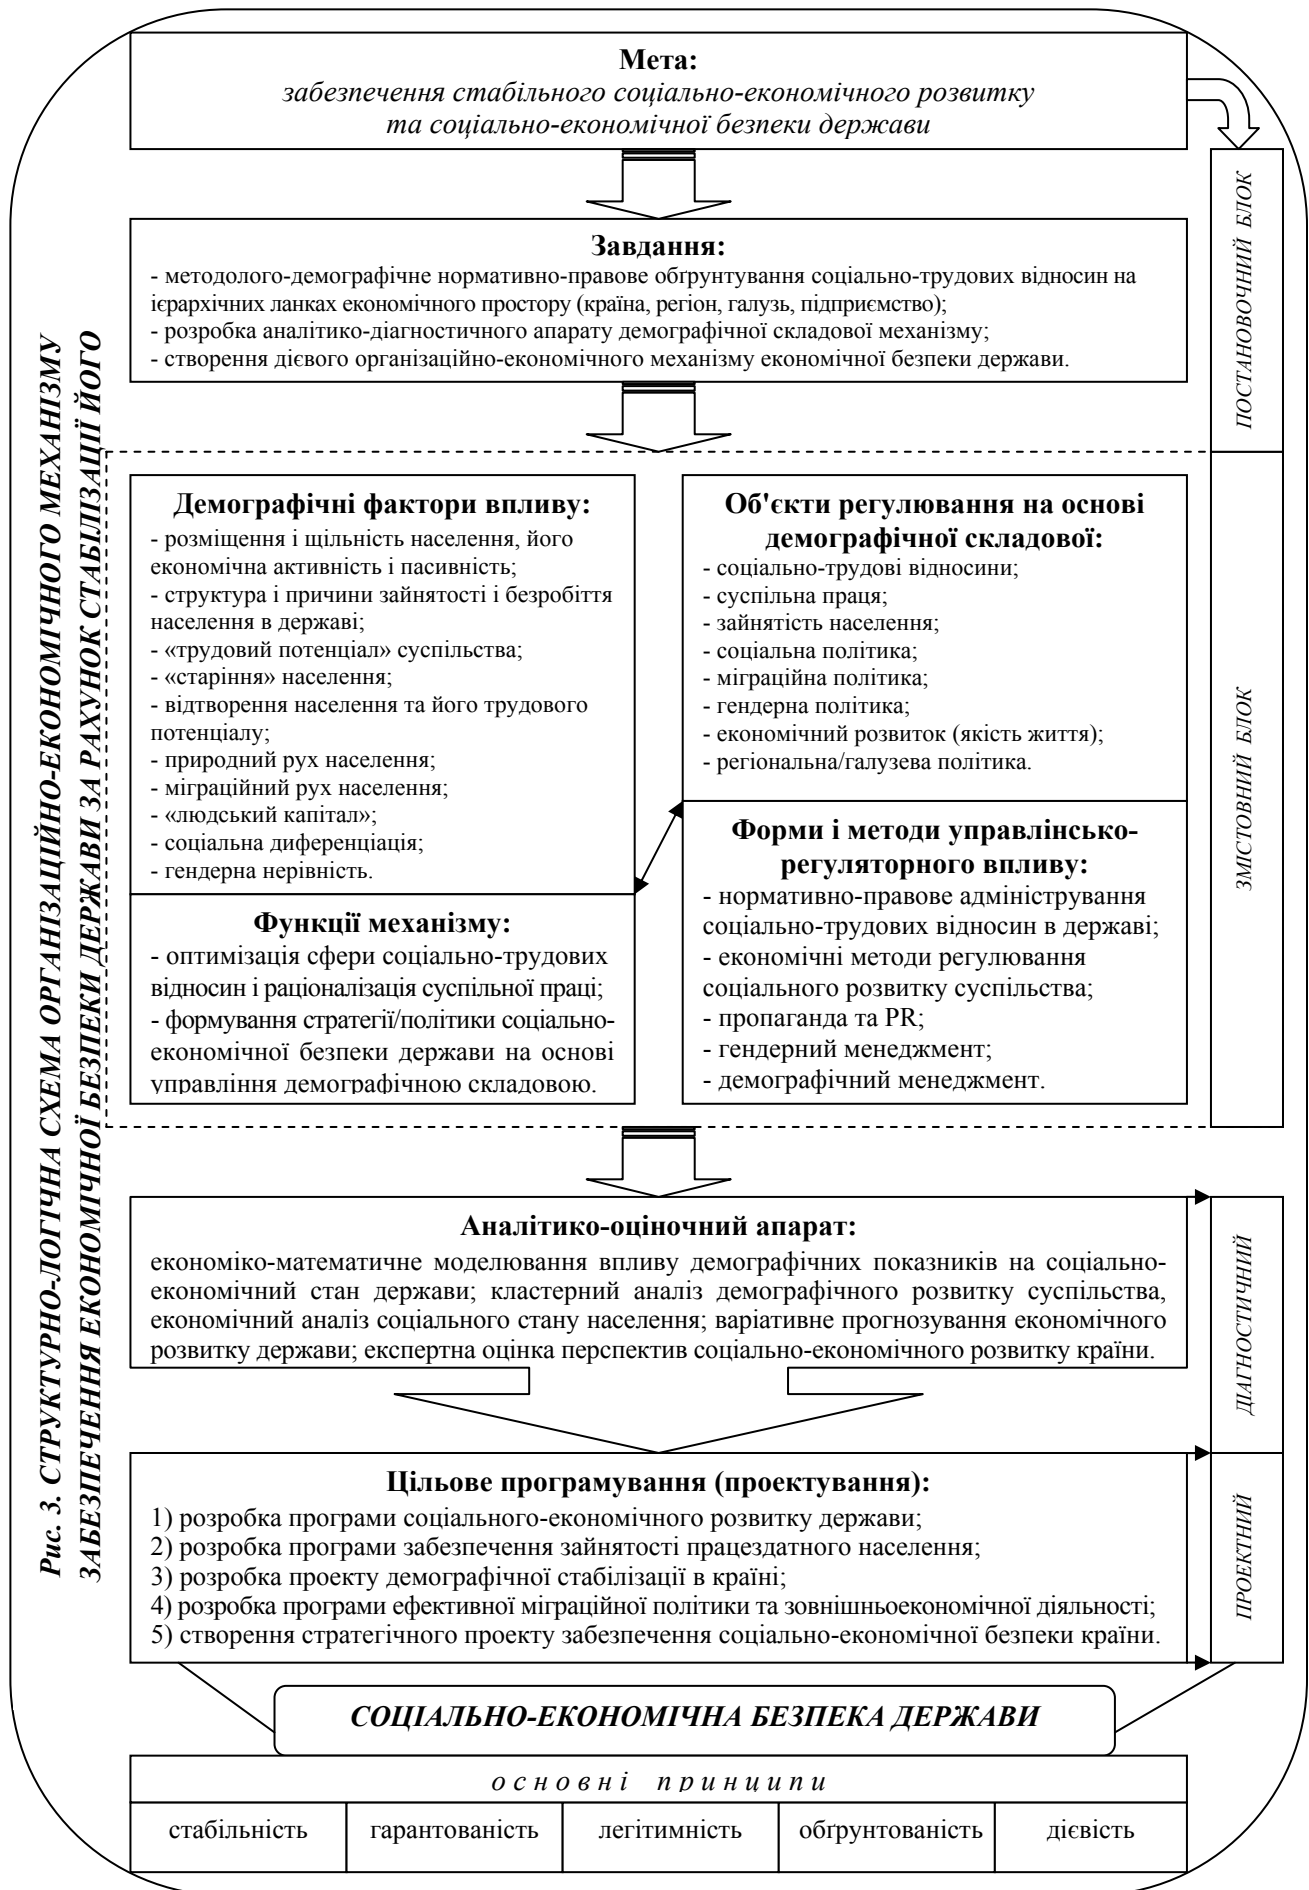 Мета:
забезпечення стабільного соціально-економічного розвитку
та соціально-економічної безпеки держави
Завдання:
- методолого-демографічне нормативно-правове обґрунтування соціально-трудових відносин на
ієрархічних ланках економічного простору (країна, регіон, галузь, підприємство);
- розробка аналітико-діагностичного апарату демографічної складової механізму;
- створення дієвого організаційно-економічного механізму економічної безпеки держави.
ПОСТАНОВОЧНИЙ БЛОК
Рис. 3. СТРУКТУРНО-ЛОГІЧНА СХЕМА ОРГАНІЗАЦІЙНО-ЕКОНОМІЧНОГО МЕХАНІЗМУ
ЗАБЕЗПЕЧЕННЯ ЕКОНОМІЧНОЇ БЕЗПЕКИ ДЕРЖАВИ ЗА РАХУНОК СТАБІЛІЗАЦІЇ ЙОГО
Демографічні фактори впливу:
- розміщення і щільність населення, його
економічна активність і пасивність;
- структура і причини зайнятості і безробіття
населення в державі;
- «трудовий потенціал» суспільства;
- «старіння» населення;
- відтворення населення та його трудового
потенціалу;
- природний рух населення;
- міграційний рух населення;
- «людський капітал»;
- соціальна диференціація;
- гендерна нерівність.
Функції механізму:
- оптимізація сфери соціально-трудових
відносин і раціоналізація суспільної праці;
- формування стратегії/політики соціально-
економічної безпеки держави на основі
управління демографічною складовою.
Об'єкти регулювання на основі
демографічної складової:
- соціально-трудові відносини;
- суспільна праця;
- зайнятість населення;
- соціальна політика;
- міграційна політика;
- гендерна політика;
- економічний розвиток (якість життя);
- регіональна/галузева політика.
Форми і методи управлінсько-
регуляторного впливу:
- нормативно-правове адміністрування
соціально-трудових відносин в державі;
- економічні методи регулювання
соціального розвитку суспільства;
- пропаганда та PR;
- гендерний менеджмент;
- демографічний менеджмент.
ЗМІСТОВНИЙ БЛОК
Аналітико-оціночний апарат:
економіко-математичне моделювання впливу демографічних показників на соціально-
економічний стан держави; кластерний аналіз демографічного розвитку суспільства,
економічний аналіз соціального стану населення; варіативне прогнозування економічного
розвитку держави; експертна оцінка перспектив соціально-економічного розвитку країни.
ДІАГНОСТИЧНИЙ
Цільове програмування (проектування):
1) розробка програми соціального-економічного розвитку держави;
2) розробка програми забезпечення зайнятості працездатного населення;
3) розробка проекту демографічної стабілізації в країні;
4) розробка програми ефективної міграційної політики та зовнішньоекономічної діяльності;
5) створення стратегічного проекту забезпечення соціально-економічної безпеки країни.
ПРОЕКТНИЙ
СОЦІАЛЬНО-ЕКОНОМІЧНА БЕЗПЕКА ДЕРЖАВИ
основні принципи
стабільність гарантованість легітимність обґрунтованість дієвість